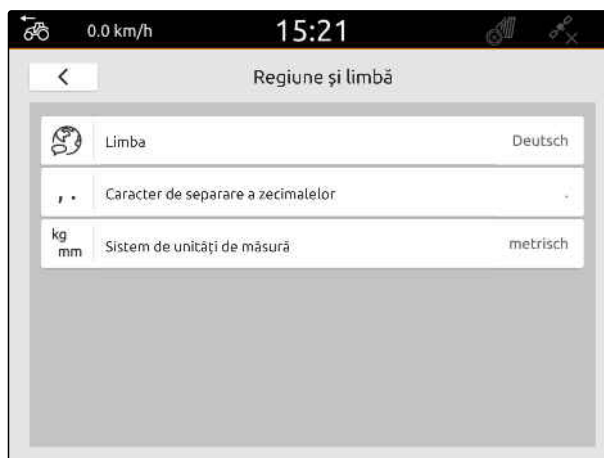 0.0 km/h 15:21
Regiune și limbă
Limba Deutsch
, . Caracter de separare a zecimalelor .
kg
mm Sistem de unități de măsură metrisch